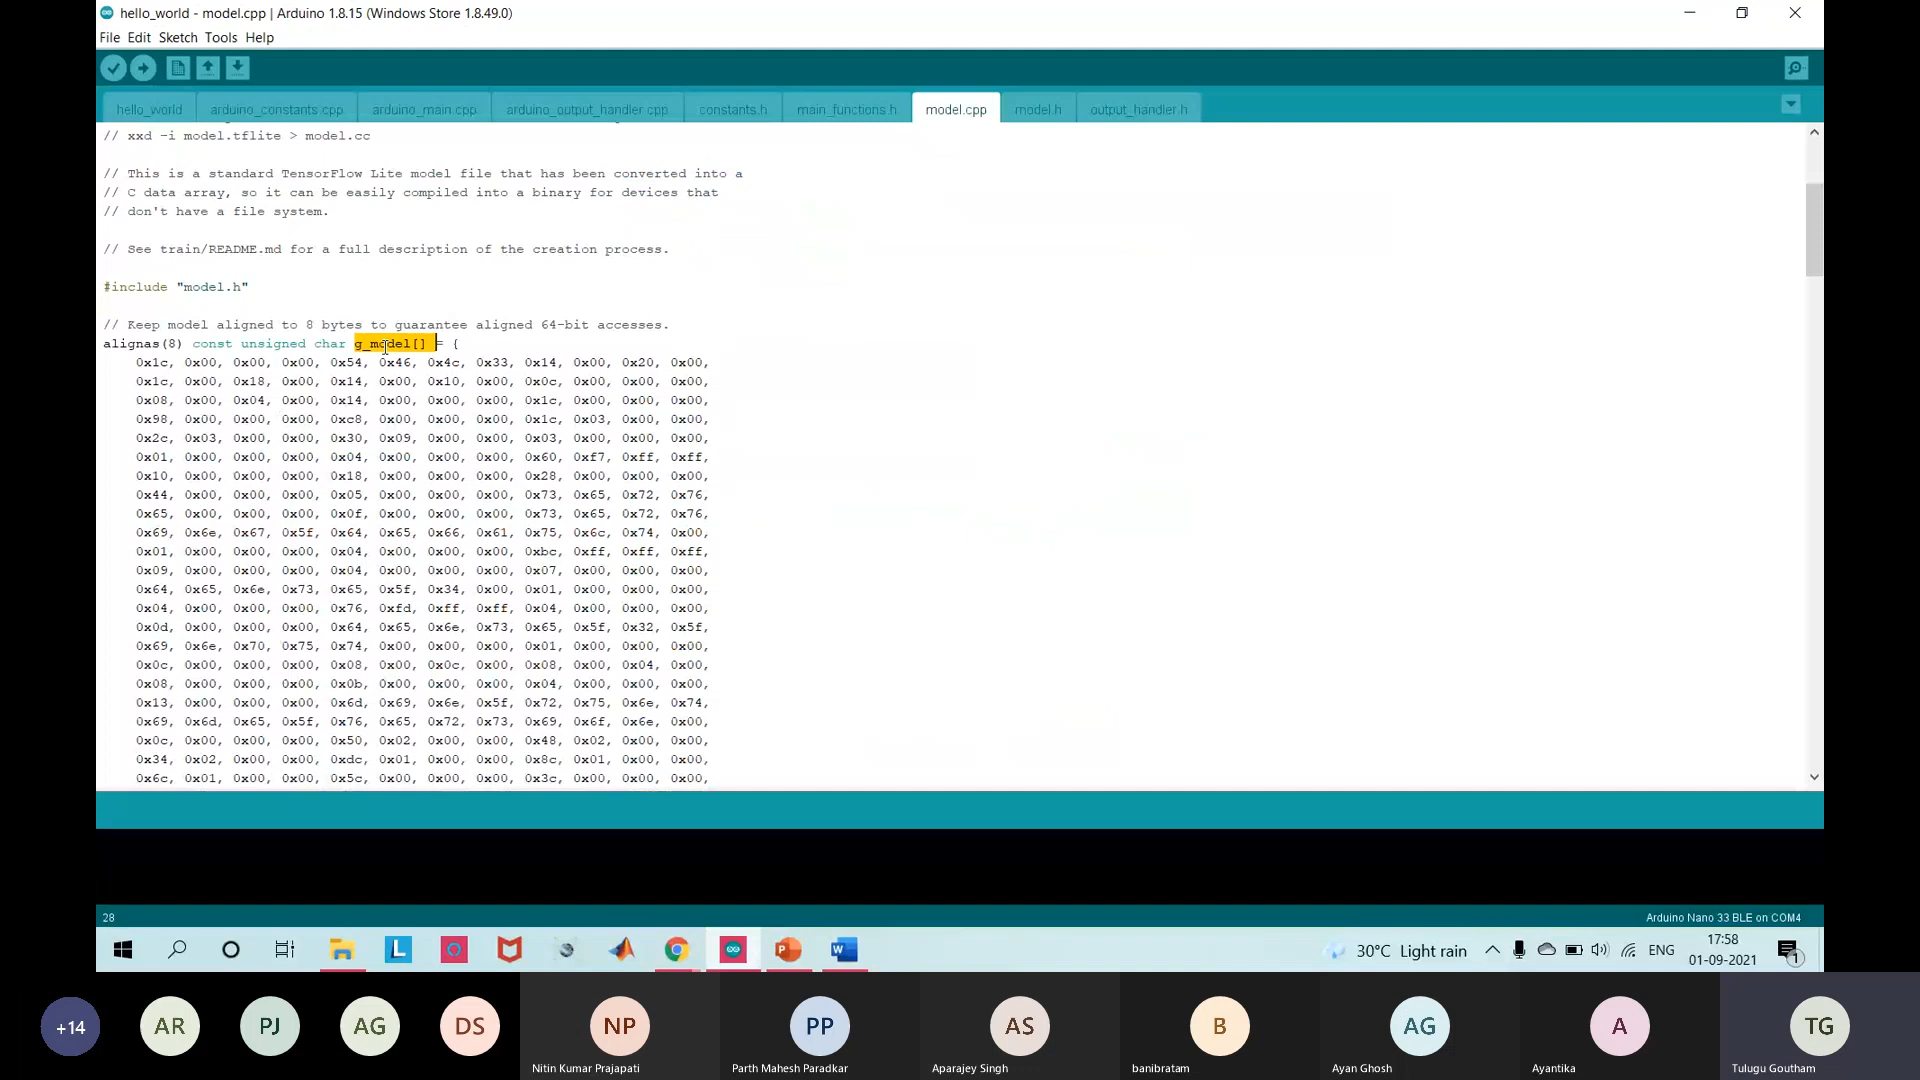 hello_world - model.cpp | Arduino 1.8.15 (Windows Store 1.8.49.0)
File Edit Sketch Tools Help
hello_world arduino_constants.cpp arduino_main.cpp arduino_output_handler.cpp constants.h main_functions.h model.cpp model.h output_handler.h
// xxd -i model.tflite > model.cc
// This is a standard TensorFlow Lite model file that has been converted into a
// C data array, so it can be easily compiled into a binary for devices that
// don't have a file system.
// See train/README.md for a full description of the creation process.
#include "model.h"
// Keep model aligned to 8 bytes to guarantee aligned 64-bit accesses.
alignas(8) const unsigned char g_model[] = {
0x1c, 0x00, 0x00, 0x00, 0x54, 0x46, 0x4c, 0x33, 0x14, 0x00, 0x20, 0x00,
0x1c, 0x00, 0x18, 0x00, 0x14, 0x00, 0x10, 0x00, 0x0c, 0x00, 0x00, 0x00,
0x08, 0x00, 0x04, 0x00, 0x14, 0x00, 0x00, 0x00, 0x1c, 0x00, 0x00, 0x00,
0x98, 0x00, 0x00, 0x00, 0xc8, 0x00, 0x00, 0x00, 0x1c, 0x03, 0x00, 0x00,
0x2c, 0x03, 0x00, 0x00, 0x30, 0x09, 0x00, 0x00, 0x03, 0x00, 0x00, 0x00,
0x01, 0x00, 0x00, 0x00, 0x04, 0x00, 0x00, 0x00, 0x60, 0xf7, 0xff, 0xff,
0x10, 0x00, 0x00, 0x00, 0x18, 0x00, 0x00, 0x00, 0x28, 0x00, 0x00, 0x00,
0x44, 0x00, 0x00, 0x00, 0x05, 0x00, 0x00, 0x00, 0x73, 0x65, 0x72, 0x76,
0x65, 0x00, 0x00, 0x00, 0x0f, 0x00, 0x00, 0x00, 0x73, 0x65, 0x72, 0x76,
0x69, 0x6e, 0x67, 0x5f, 0x64, 0x65, 0x66, 0x61, 0x75, 0x6c, 0x74, 0x00,
0x01, 0x00, 0x00, 0x00, 0x04, 0x00, 0x00, 0x00, 0xbc, 0xff, 0xff, 0xff,
0x09, 0x00, 0x00, 0x00, 0x04, 0x00, 0x00, 0x00, 0x07, 0x00, 0x00, 0x00,
0x64, 0x65, 0x6e, 0x73, 0x65, 0x5f, 0x34, 0x00, 0x01, 0x00, 0x00, 0x00,
0x04, 0x00, 0x00, 0x00, 0x76, 0xfd, 0xff, 0xff, 0x04, 0x00, 0x00, 0x00,
0x0d, 0x00, 0x00, 0x00, 0x64, 0x65, 0x6e, 0x73, 0x65, 0x5f, 0x32, 0x5f,
0x69, 0x6e, 0x70, 0x75, 0x74, 0x00, 0x00, 0x00, 0x01, 0x00, 0x00, 0x00,
0x0c, 0x00, 0x00, 0x00, 0x08, 0x00, 0x0c, 0x00, 0x08, 0x00, 0x04, 0x00,
0x08, 0x00, 0x00, 0x00, 0x0b, 0x00, 0x00, 0x00, 0x04, 0x00, 0x00, 0x00,
0x13, 0x00, 0x00, 0x00, 0x6d, 0x69, 0x6e, 0x5f, 0x72, 0x75, 0x6e, 0x74,
0x69, 0x6d, 0x65, 0x5f, 0x76, 0x65, 0x72, 0x73, 0x69, 0x6f, 0x6e, 0x00,
0x0c, 0x00, 0x00, 0x00, 0x50, 0x02, 0x00, 0x00, 0x48, 0x02, 0x00, 0x00,
0x34, 0x02, 0x00, 0x00, 0xdc, 0x01, 0x00, 0x00, 0x8c, 0x01, 0x00, 0x00,
0x6c, 0x01, 0x00, 0x00, 0x5c, 0x00, 0x00, 0x00, 0x3c, 0x00, 0x00, 0x00,
28
Arduino Nano 33 BLE on COM4
30°C Light rain ENG 17:58
01-09-2021
1
+14 AR PJ AG DS NP PP AS B AG A TG
Nitin Kumar Prajapati Parth Mahesh Paradkar Aparajey Singh banibratam Ayan Ghosh Ayantika Tulugu Goutham